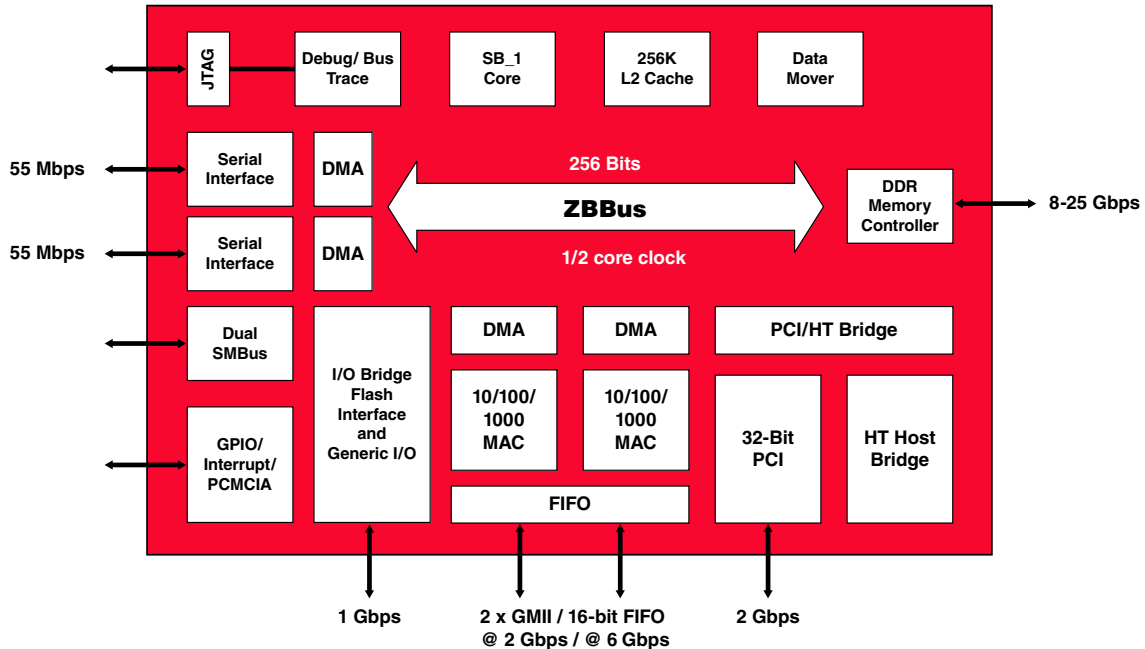 JTAG
Debug/ Bus
Trace
SB_1
Core
256K
L2 Cache
Data
Mover
55 Mbps
Serial
Interface
DMA
256 Bits
ZBBus
1/2 core clock
DDR
Memory
Controller
8-25 Gbps
55 Mbps
Serial
Interface
DMA
Dual
SMBus
I/O Bridge
Flash
Interface
and
Generic I/O
DMA
DMA
PCI/HT Bridge
GPIO/
Interrupt/
PCMCIA
10/100/
1000
MAC
10/100/
1000
MAC
32-Bit
PCI
HT Host
Bridge
FIFO
1 Gbps
2 x GMII / 16-bit FIFO
@ 2 Gbps / @ 6 Gbps
2 Gbps